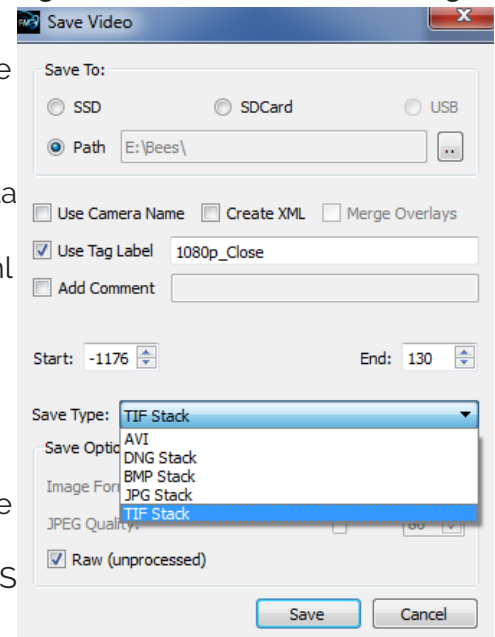 Save Video
Save To:
SSD SDCard USB
Path E:\Bees\ ..
Use Camera Name Create XML Merge Overlays
Use Tag Label 1080p_Close
Add Comment
Start: -1176 End: 130
Save Type: TIF Stack
AVI
Save Optio
DNG Stack
BMP Stack
Image For
JPG Stack
TIF Stack
JPEG Quality:
Raw (unprocessed)
Save Cancel